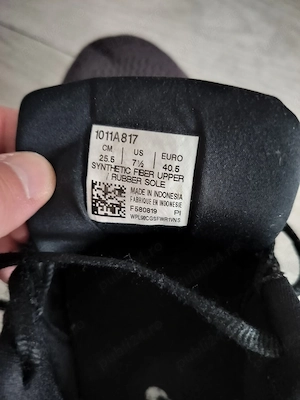 1011A817
CM US EURO
25.5 7½ 40.5
SYNTHETIC FIBER UPPER
RUBBER SOLE
MADE IN INDONESIA
FABRIQUE EN INDONESIE
F580819 PI